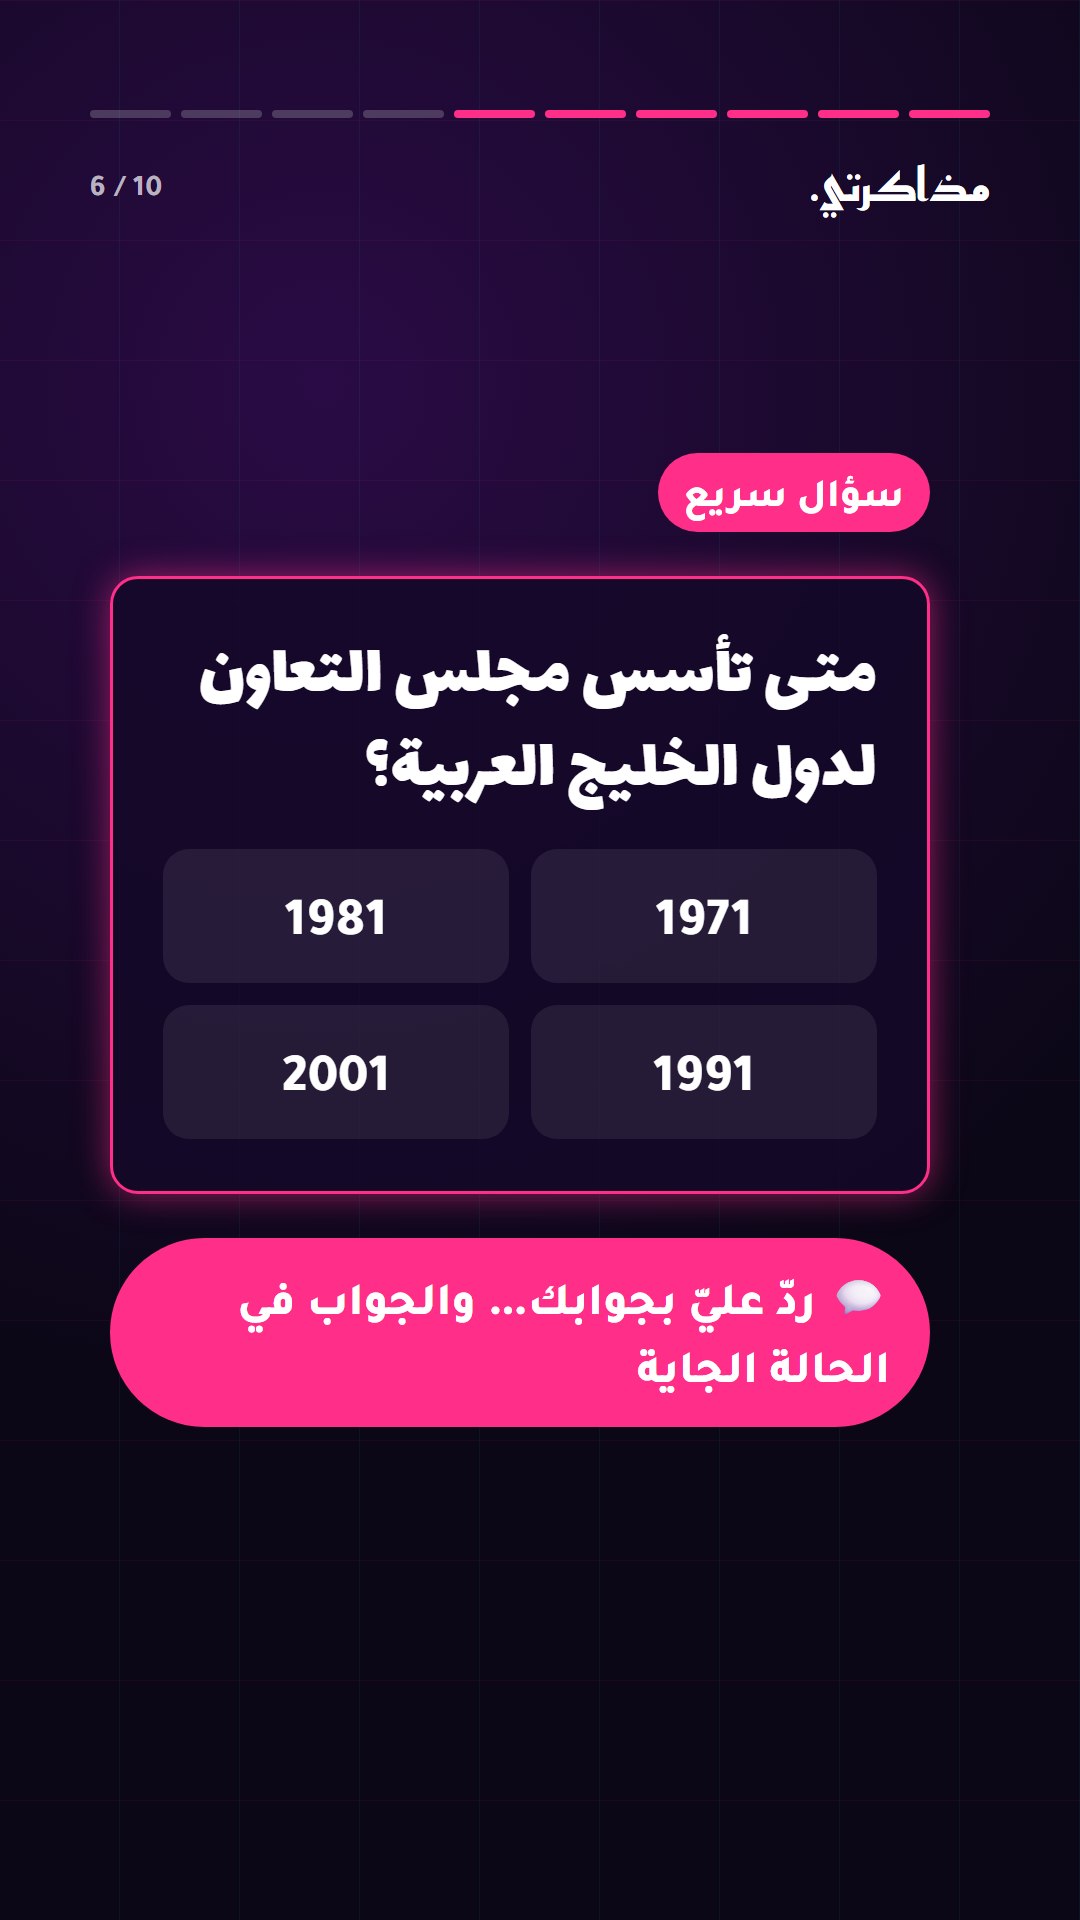 مذاكرتي.
6 / 10
سؤال سريع
متى تأسس مجلس التعاون
لدول الخليج العربية؟
1971
1981
1991
2001
💬 ردّ عليّ بجوابك... والجواب في
الحالة الجاية